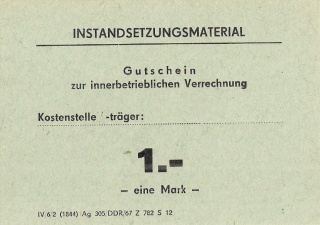 INSTANDSETZUNGSMATERIAL
Gutschein
zur innerbetrieblichen Verrechnung
Kostenstelle /-träger:
1.-
– eine Mark –
IV 6/2 (1844) Ag 305/DDR/67 Z 782 S 12